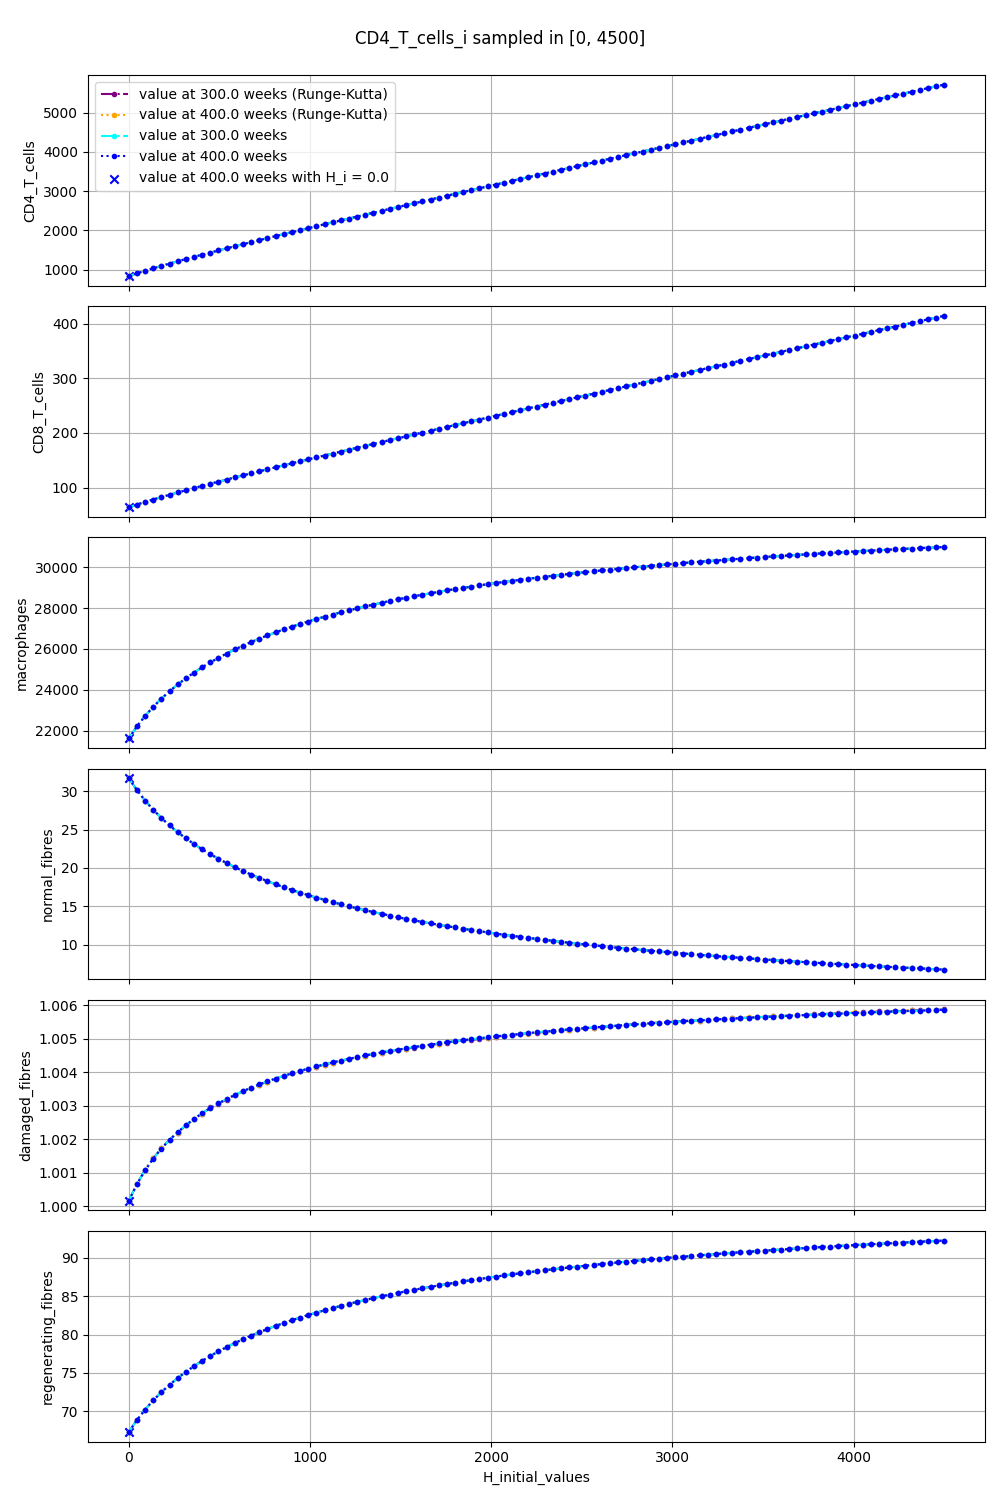 CD4_T_cells_i sampled in [0, 4500]
value at 300.0 weeks (Runge-Kutta)
value at 400.0 weeks (Runge-Kutta)
value at 300.0 weeks
value at 400.0 weeks
value at 400.0 weeks with H_i = 0.0
CD4_T_cells
5000
4000
3000
2000
1000
CD8_T_cells
400
300
200
100
macrophages
30000
28000
26000
24000
22000
normal_fibres
30
25
20
15
10
damaged_fibres
1.006
1.005
1.004
1.003
1.002
1.001
1.000
regenerating_fibres
90
85
80
75
70
0 1000 2000 3000 4000
H_initial_values